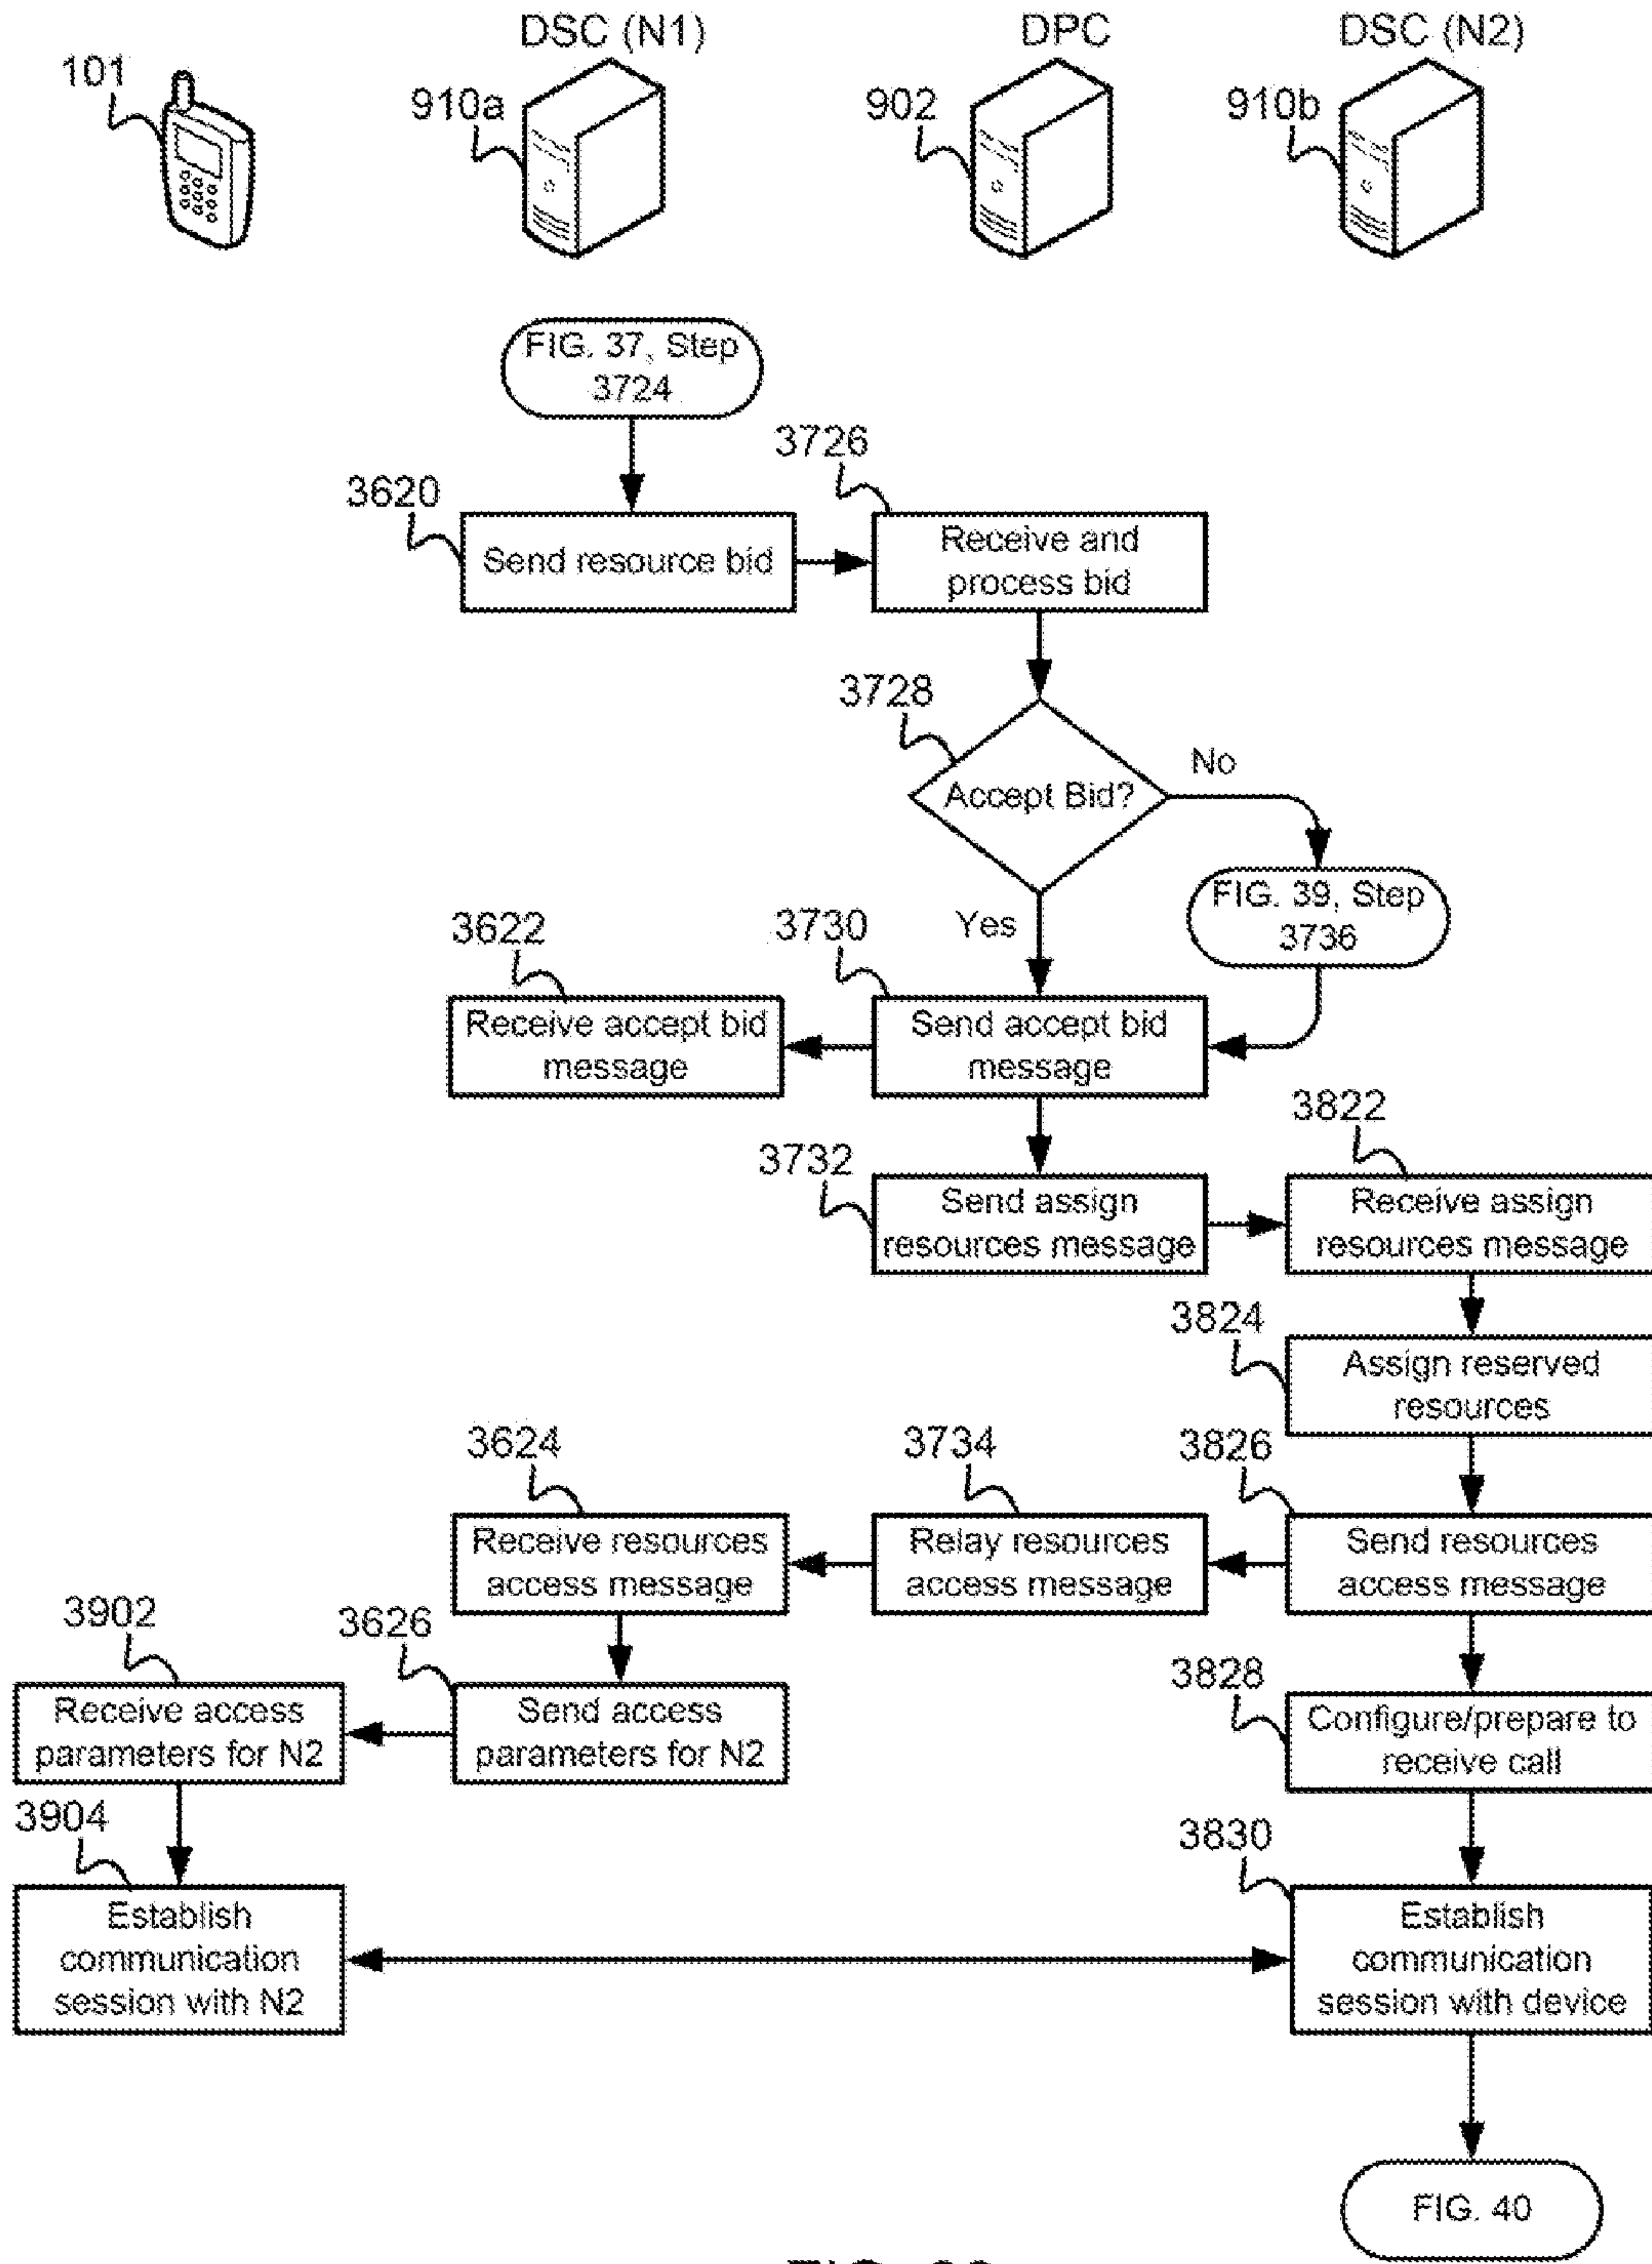 DSC (N1)
DPC
DSC (N2)
101
910a
902
910b
FIG. 37, Step
3724
3726
3620
Send resource bid
Receive and
process bid
3728
No
Accept Bid?
FIG. 39, Step
3736
Yes
3622
3730
Receive accept bid
message
Send accept bid
message
3822
3732
Send assign
resources message
Receive assign
resources message
3824
Assign reserved
resources
3624
3734
3826
Receive resources
access message
Relay resources
access message
Send resources
access message
3902
3626
3828
Receive access
parameters for N2
Send access
parameters for N2
Configure/prepare to
receive call
3904
3830
Establish
communication
session with N2
Establish
communication
session with device
FIG. 40